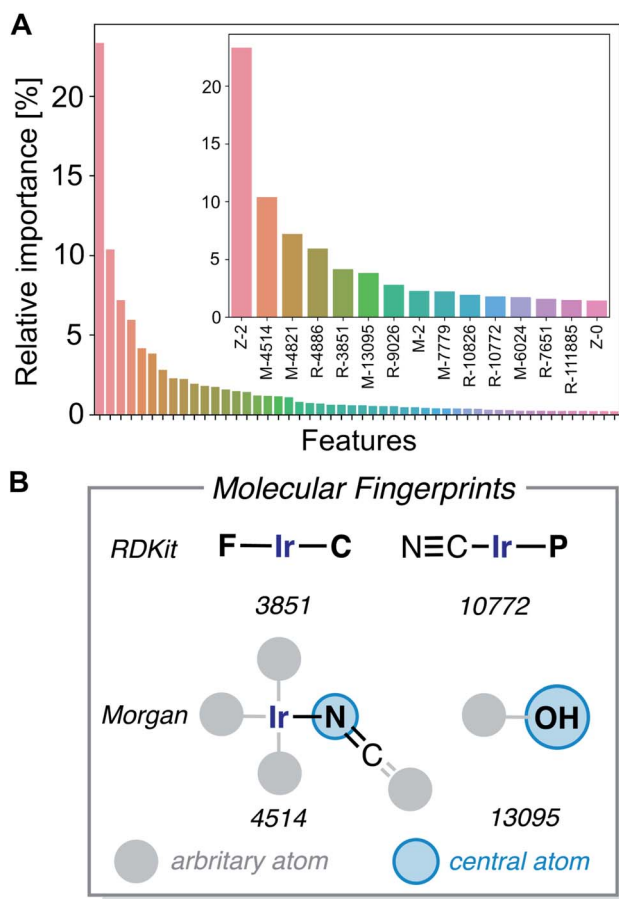 A
Relative importance [%]
20
15
10
5
0
20
15
10
5
0
Z-2
M-4514
M-4821
R-4886
R-3851
M-13095
R-9026
M-2
M-7779
R-10826
R-10772
M-6024
R-7651
R-111885
Z-0
Features
B
Molecular Fingerprints
RDKit F—Ir—C N≡C—Ir—P
3851 10772
Morgan Ir—N C OH
4514 13095
arbritary atom central atom